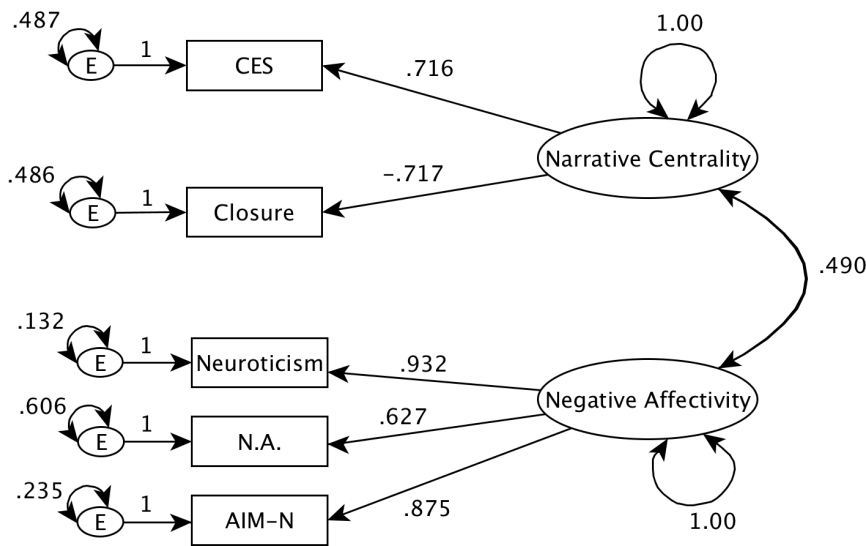 .487
E
1
CES
.716
1.00
Narrative Centrality
.486
E
1
Closure
-.717
.490
.132
E
1
Neuroticism
.932
Negative Affectivity
.606
E
1
N.A.
.627
.235
E
1
AIM-N
.875
1.00